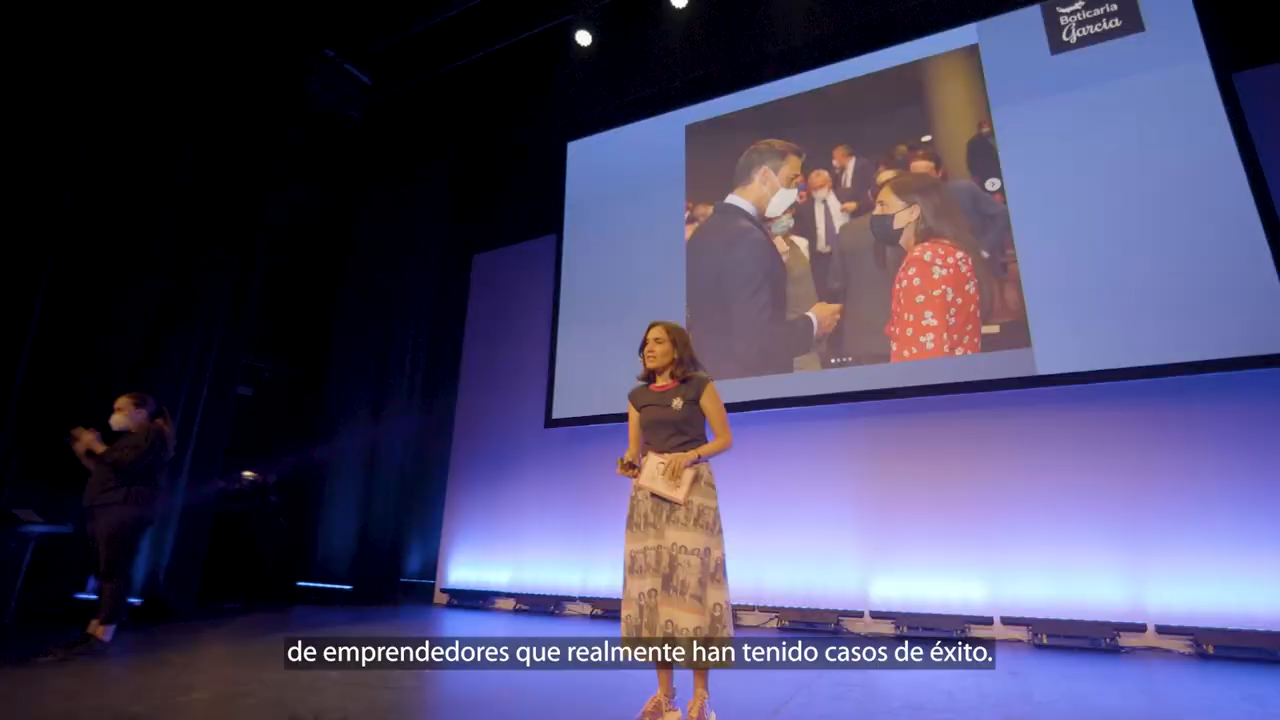 Boticaria
García
de emprendedores que realmente han tenido casos de éxito.